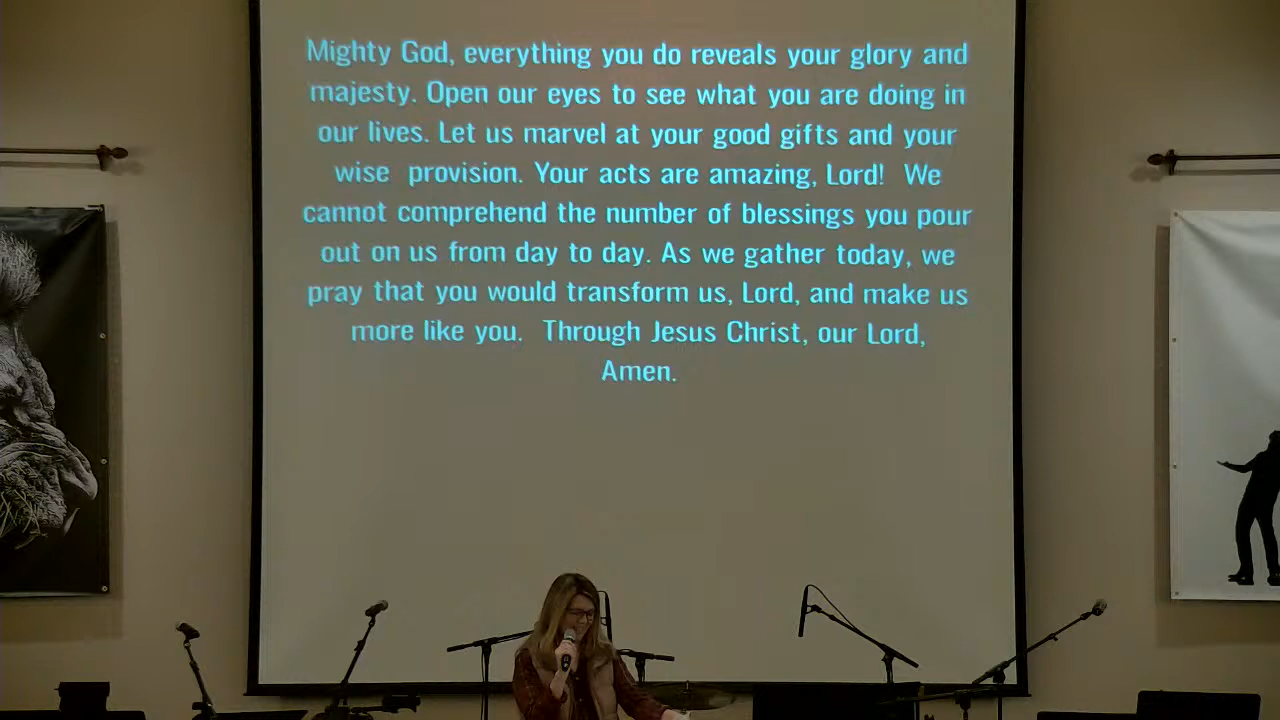 Mighty God, everything you do reveals your glory and
majesty. Open our eyes to see what you are doing in
our lives. Let us marvel at your good gifts and your
wise provision. Your acts are amazing, Lord! We
cannot comprehend the number of blessings you pour
out on us from day to day. As we gather today, we
pray that you would transform us, Lord, and make us
more like you. Through Jesus Christ, our Lord,
Amen.